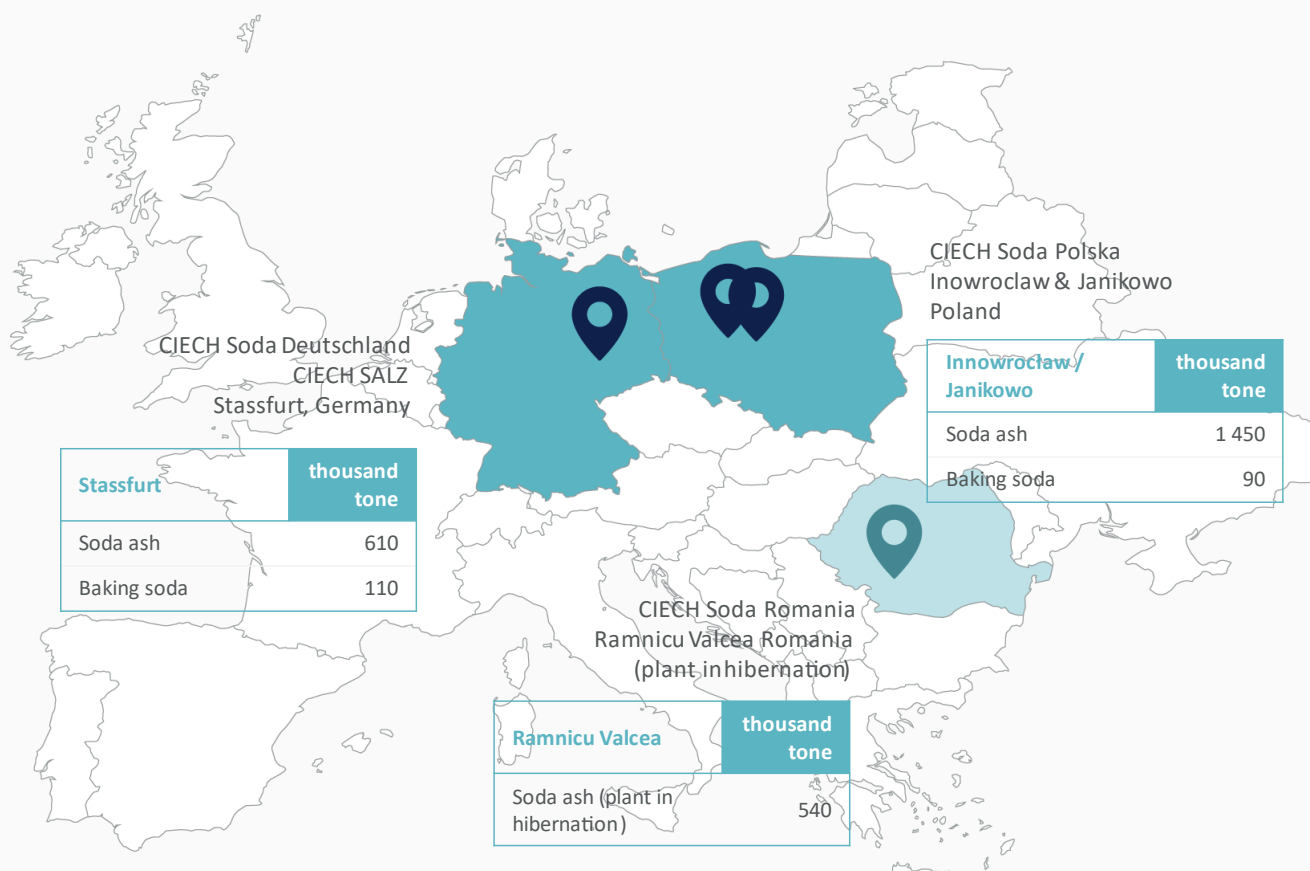 CIECH Soda Polska
Inowroclaw & Janikowo
Poland
Innowrocław /
Janikowo
thousand
tone
Soda ash 1 450
Baking soda 90
CIECH Soda Deutschland
CIECH SALZ
Stassfurt, Germany
Stassfurt
thousand
tone
Soda ash 610
Baking soda 110
CIECH Soda Romania
Ramnicu Valcea Romania
(plant in hibernation)
Ramnicu Valcea
thousand
tone
Soda ash (plant in
hibernation)
540